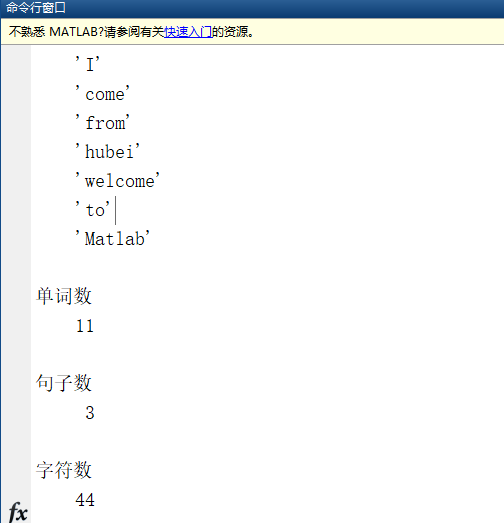 命令行窗口
不熟悉 MATLAB?请参阅有关快速入门的资源。
'I'
'come'
'from'
'hubei'
'welcome'
'to'
'Matlab'
单词数
11
句子数
3
字符数
44
fx